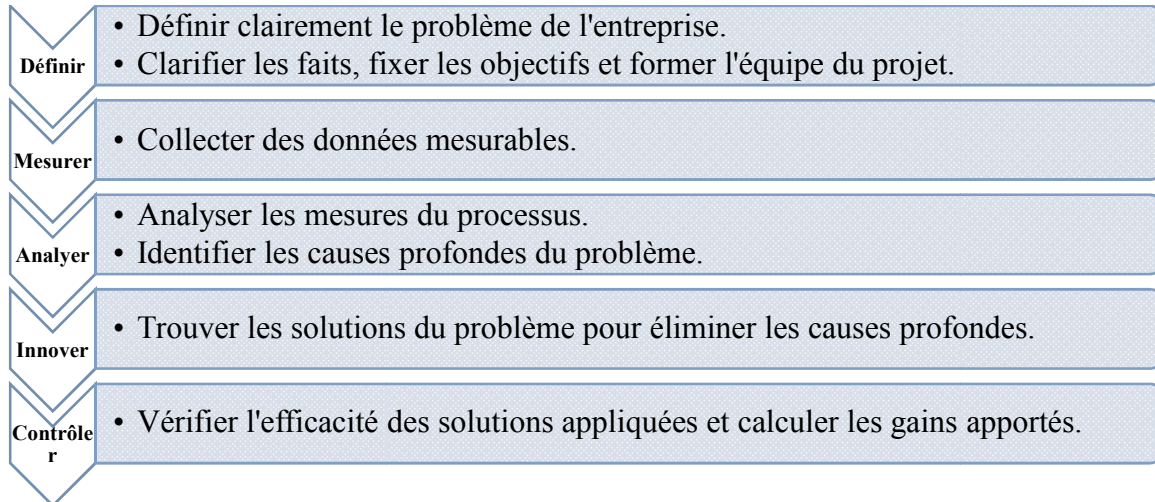 Définir
• Définir clairement le problème de l'entreprise.
• Clarifier les faits, fixer les objectifs et former l'équipe du projet.
Mesurer
• Collecter des données mesurables.
Analyer
• Analyser les mesures du processus.
• Identifier les causes profondes du problème.
Innover
• Trouver les solutions du problème pour éliminer les causes profondes.
Contrôle
r
• Vérifier l'efficacité des solutions appliquées et calculer les gains apportés.